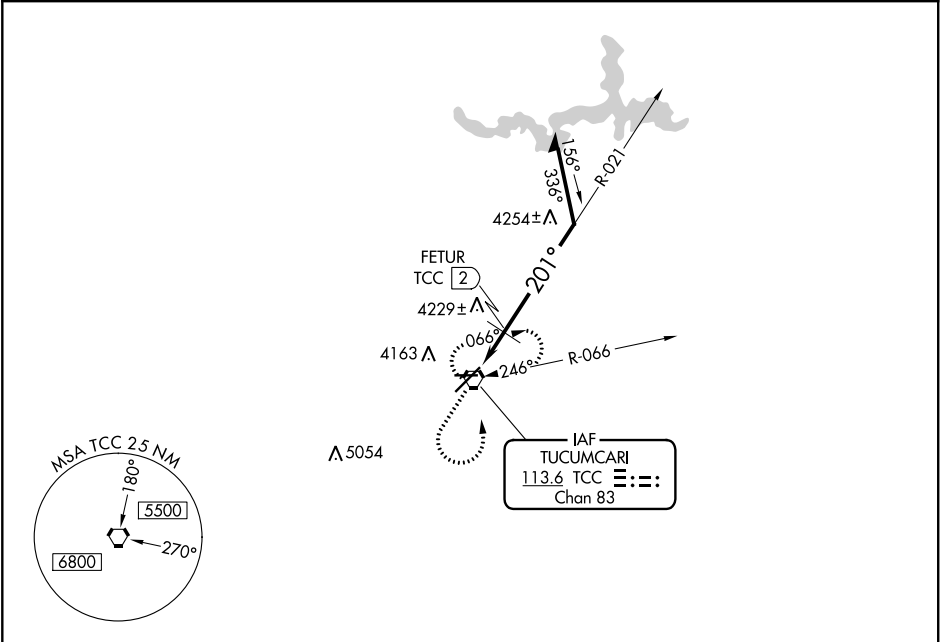 156°
336°
R-021
4254±
201°
FETUR
TCC 2
4229±
4163
066°
246°
R-066
5054
IAF
TUCUMCARI
113.6 TCC
Chan 83
MSA TCC 25 NM
180°
5500
270°
6800